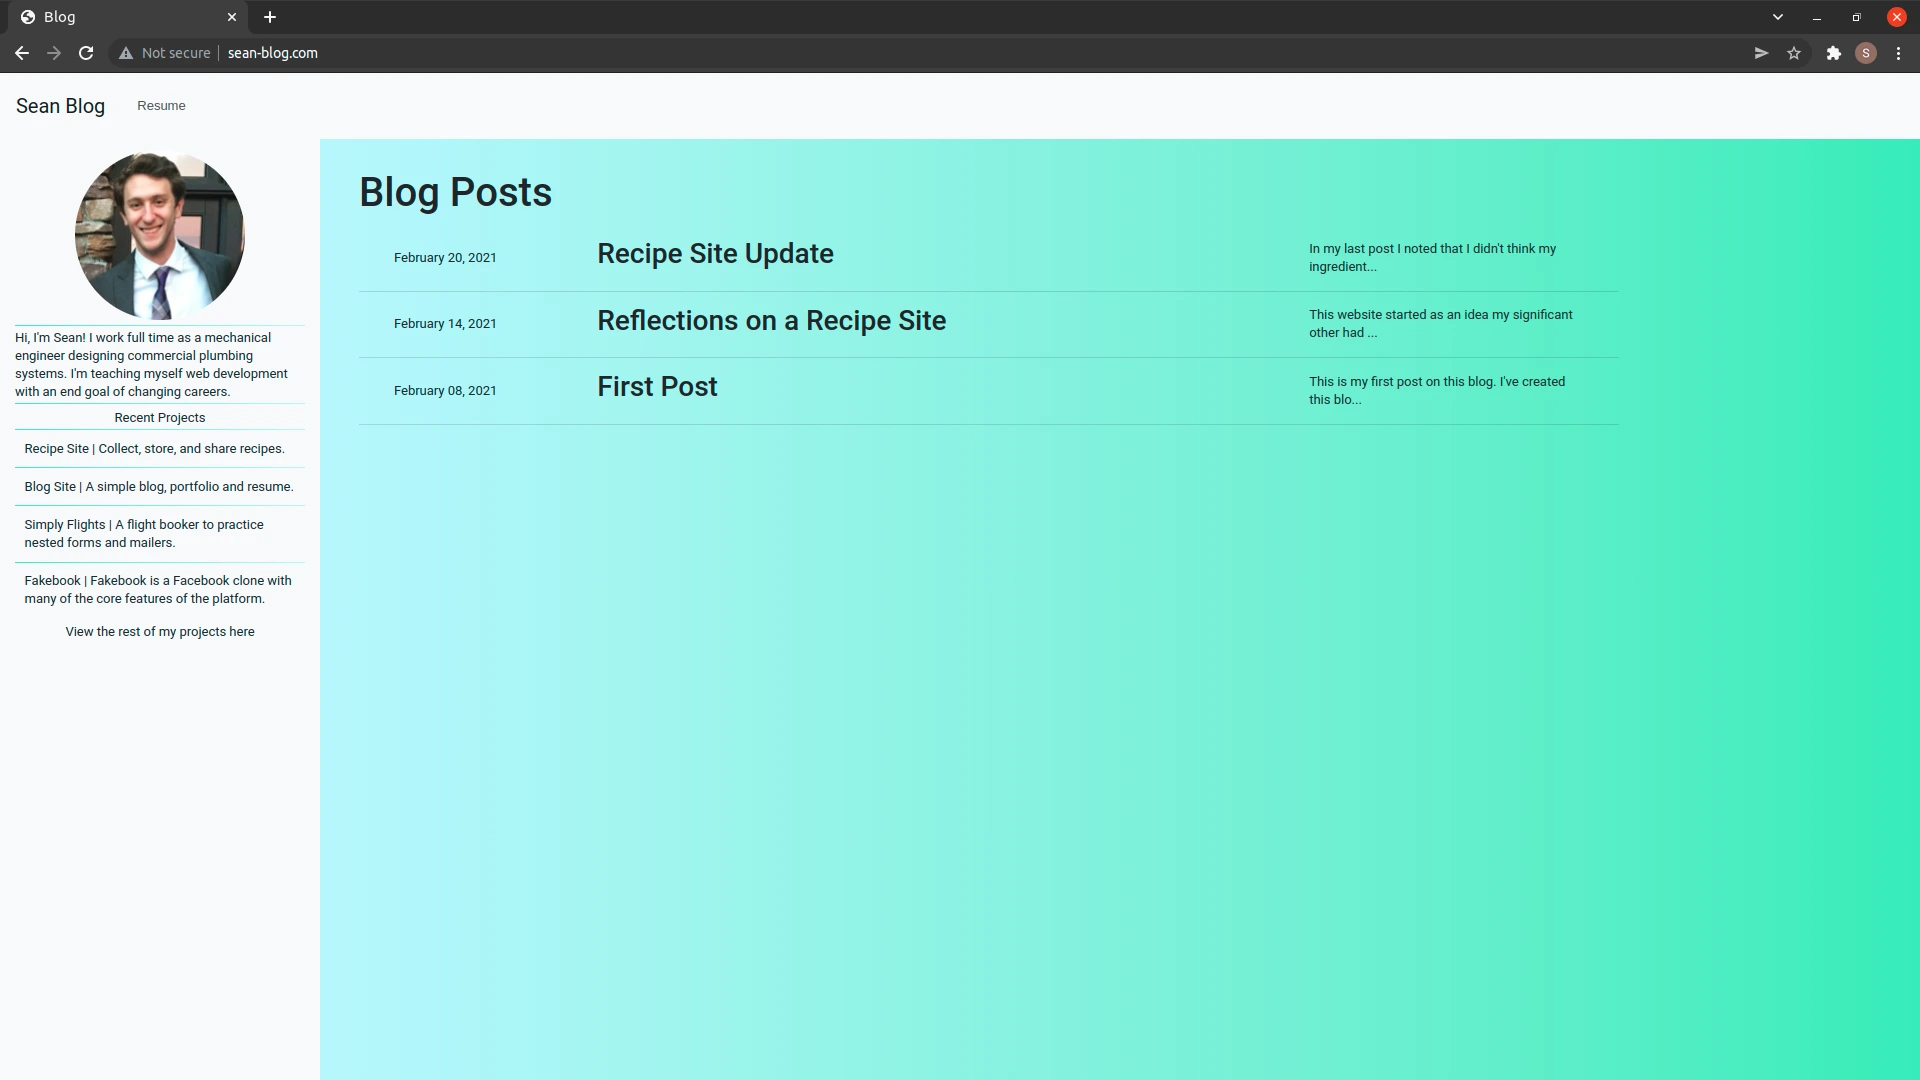 Blog
Not secure
sean-blog.com
S
Sean Blog
Resume
Hi, I'm Sean! I work full time as a mechanical
engineer designing commercial plumbing
systems. I'm teaching myself web development
with an end goal of changing careers.
Recent Projects
Recipe Site | Collect, store, and share recipes.
Blog Site | A simple blog, portfolio and resume.
Simply Flights | A flight booker to practice
nested forms and mailers.
Fakebook | Fakebook is a Facebook clone with
many of the core features of the platform.
View the rest of my projects here
Blog Posts
February 20, 2021
Recipe Site Update
In my last post I noted that I didn't think my
ingredient...
February 14, 2021
Reflections on a Recipe Site
This website started as an idea my significant
other had ...
February 08, 2021
First Post
This is my first post on this blog. I've created
this blo...